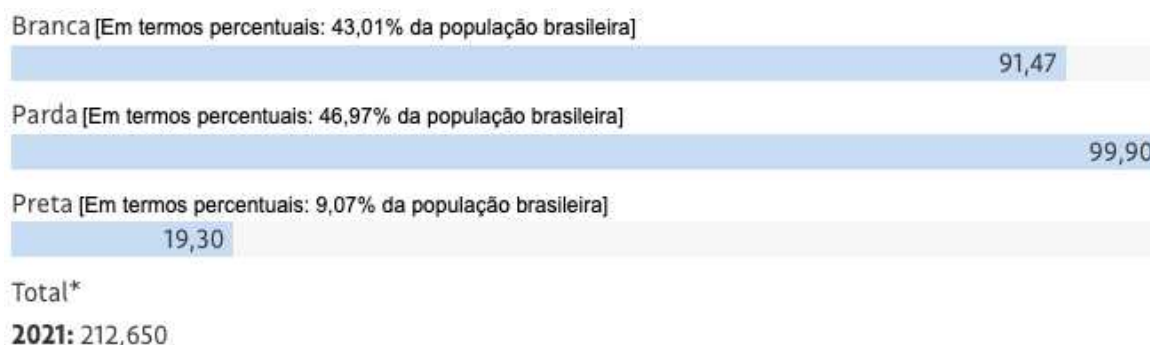 Branca [Em termos percentuais: 43,01% da população brasileira]
91,47
Parda [Em termos percentuais: 46,97% da população brasileira]
99,90
Preta [Em termos percentuais: 9,07% da população brasileira]
19,30
Total*
2021: 212,650